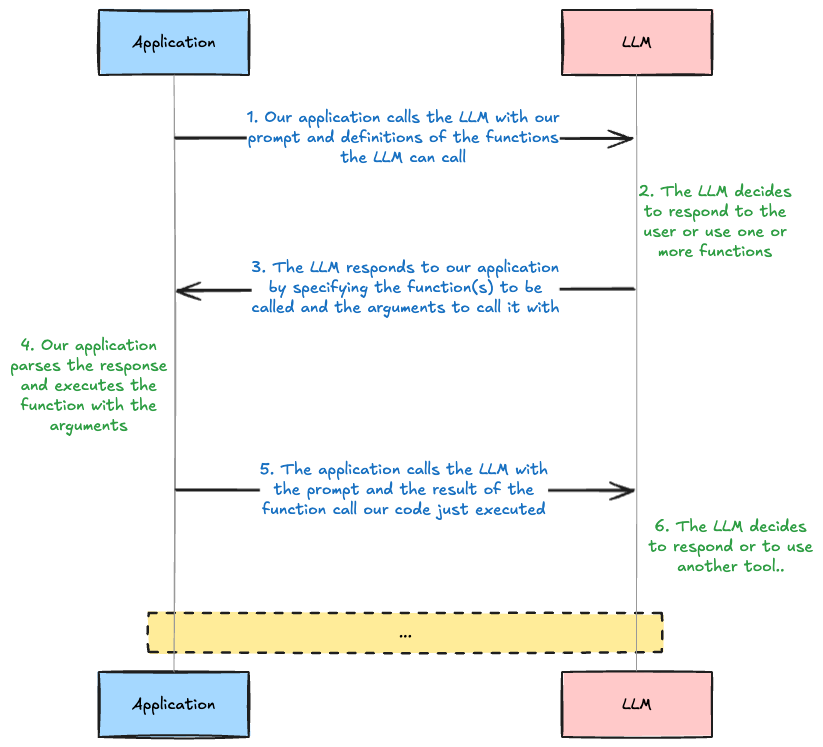 Application
LLM
1. Our application calls the LLM with our
prompt and definitions of the functions
the LLM can call
2. The LLM decides
to respond to the
user or use one or
more functions
3. The LLM responds to our application
by specifying the function(s) to be
called and the arguments to call it with
4. Our application
parses the response
and executes the
function with the
arguments
5. The application calls the LLM with
the prompt and the result of the
function call our code just executed
6. The LLM decides
to respond or to use
another tool..
...
Application
LLM